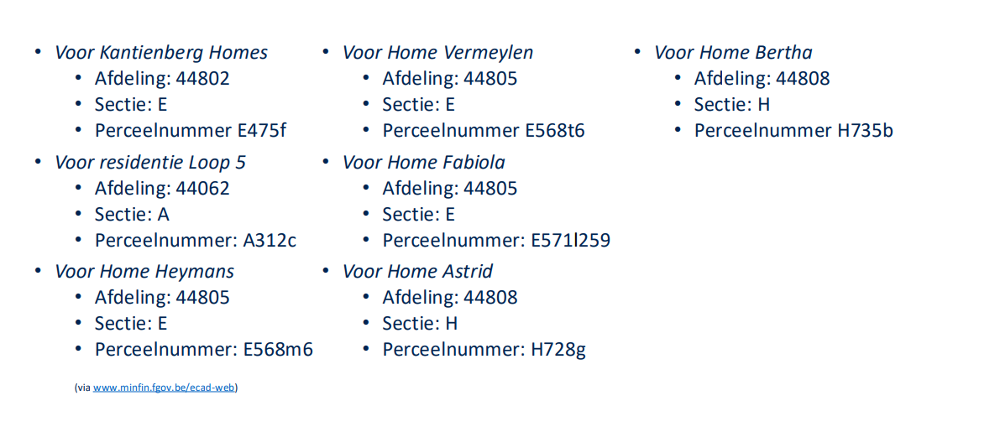 • Voor Kantienberg Homes
• Afdeling: 44802
• Sectie: E
• Perceelnummer E475f
• Voor residentie Loop 5
• Afdeling: 44062
• Sectie: A
• Perceelnummer: A312c
• Voor Home Heymans
• Afdeling: 44805
• Sectie: E
• Perceelnummer: E568m6
(via www.minfin.fgov.be/ecad-web)
• Voor Home Vermeylen
• Afdeling: 44805
• Sectie: E
• Perceelnummer E568t6
• Voor Home Fabiola
• Afdeling: 44805
• Sectie: E
• Perceelnummer: E571l259
• Voor Home Astrid
• Afdeling: 44808
• Sectie: H
• Perceelnummer: H728g
• Voor Home Bertha
• Afdeling: 44808
• Sectie: H
• Perceelnummer H735b